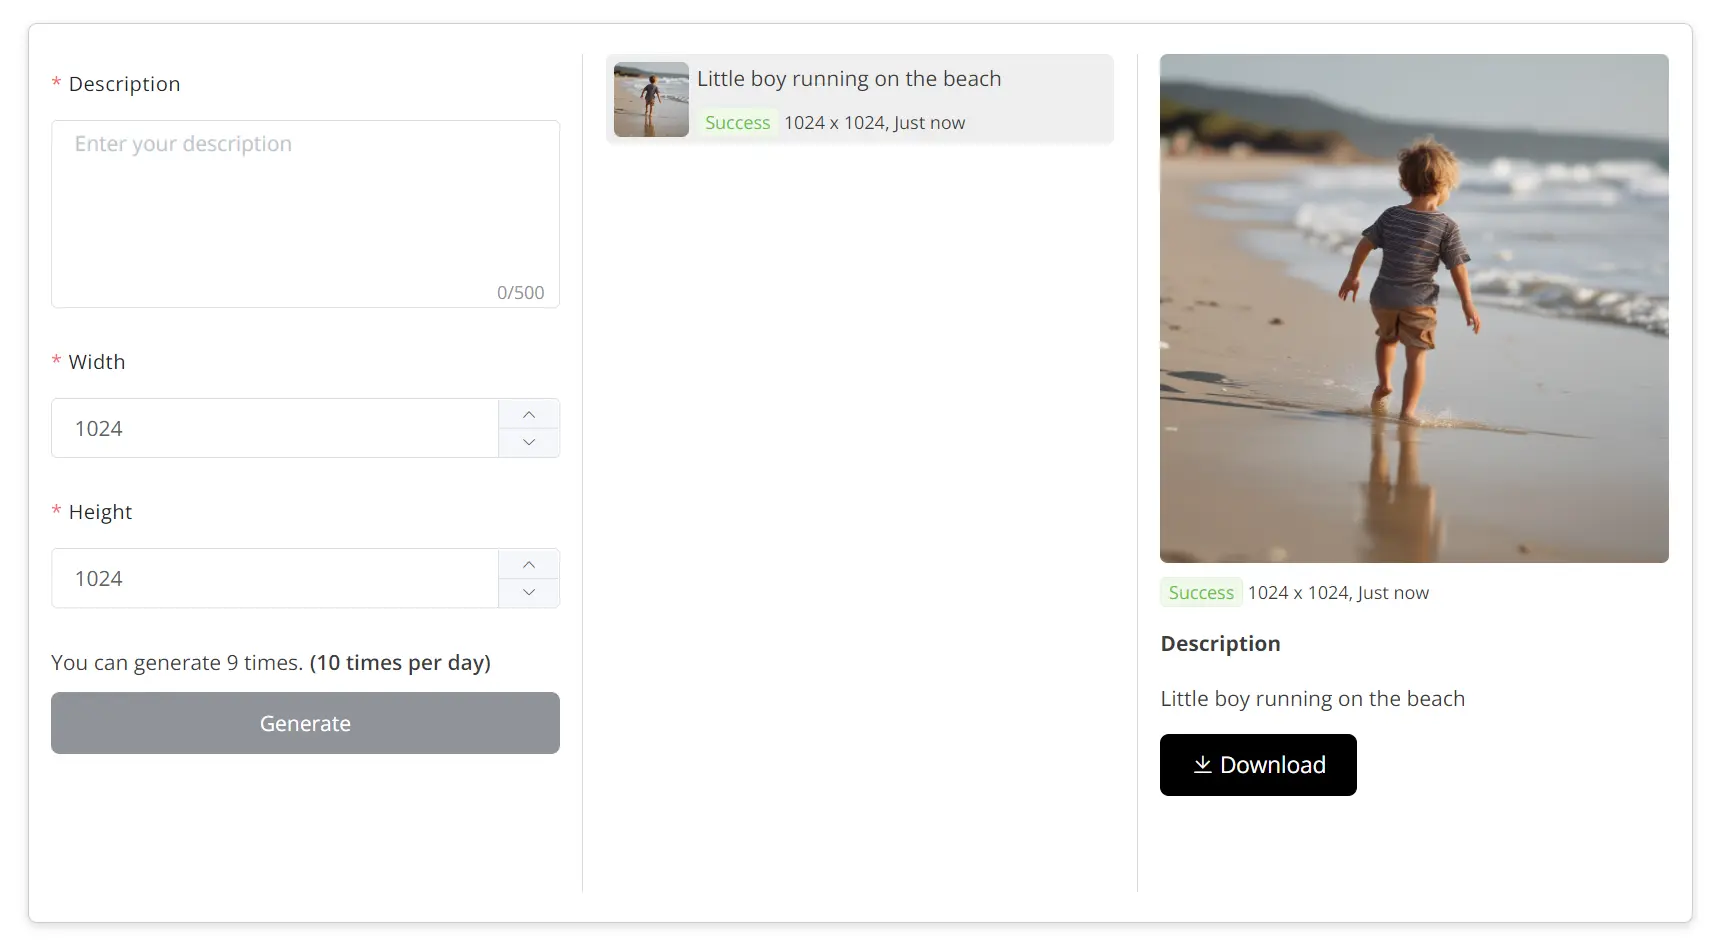 * Description
Enter your description
0/500
* Width
1024
* Height
1024
You can generate 9 times. (10 times per day)
Generate
Little boy running on the beach
Success 1024 x 1024, Just now
Success 1024 x 1024, Just now
Description
Little boy running on the beach
Download